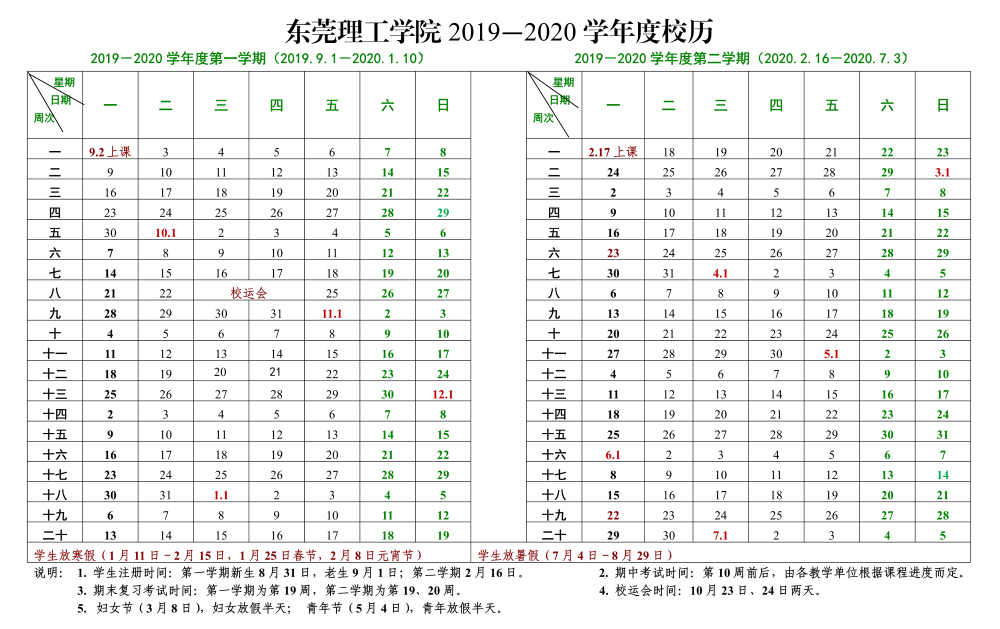 东莞理工学院 2019—2020 学年度校历
2019－2020 学年度第一学期（2019.9.1－2020.1.10）
2019－2020 学年度第二学期（2020.2.16－2020.7.3）
星期
日期
周次
一 二 三 四 五 六 日
一 9.2 上课 3 4 5 6 7 8
二 9 10 11 12 13 14 15
三 16 17 18 19 20 21 22
四 23 24 25 26 27 28 29
五 30 10.1 2 3 4 5 6
六 7 8 9 10 11 12 13
七 14 15 16 17 18 19 20
八 21 22 校运会 25 26 27
九 28 29 30 31 11.1 2 3
十 4 5 6 7 8 9 10
十一 11 12 13 14 15 16 17
十二 18 19 20 21 22 23 24
十三 25 26 27 28 29 30 12.1
十四 2 3 4 5 6 7 8
十五 9 10 11 12 13 14 15
十六 16 17 18 19 20 21 22
十七 23 24 25 26 27 28 29
十八 30 31 1.1 2 3 4 5
十九 6 7 8 9 10 11 12
二十 13 14 15 16 17 18 19
学生放寒假（1 月 11 日－2 月 15 日，1 月 25 日春节，2 月 8 日元宵节）
星期
日期
周次
一 二 三 四 五 六 日
一 2.17 上课 18 19 20 21 22 23
二 24 25 26 27 28 29 3.1
三 2 3 4 5 6 7 8
四 9 10 11 12 13 14 15
五 16 17 18 19 20 21 22
六 23 24 25 26 27 28 29
七 30 31 4.1 2 3 4 5
八 6 7 8 9 10 11 12
九 13 14 15 16 17 18 19
十 20 21 22 23 24 25 26
十一 27 28 29 30 5.1 2 3
十二 4 5 6 7 8 9 10
十三 11 12 13 14 15 16 17
十四 18 19 20 21 22 23 24
十五 25 26 27 28 29 30 31
十六 6.1 2 3 4 5 6 7
十七 8 9 10 11 12 13 14
十八 15 16 17 18 19 20 21
十九 22 23 24 25 26 27 28
二十 29 30 7.1 2 3 4 5
学生放暑假（7 月 4 日－8 月 29 日）
说明： 1. 学生注册时间：第一学期新生 8 月 31 日，老生 9 月 1 日；第二学期 2 月 16 日。
2. 期中考试时间：第 10 周前后，由各教学单位根据课程进度而定。
3. 期末复习考试时间：第一学期为第 19 周，第二学期为第 19、20 周。
4. 校运会时间：10 月 23 日、24 日两天。
5. 妇女节（3 月 8 日），妇女放假半天； 青年节（5 月 4 日），青年放假半天。